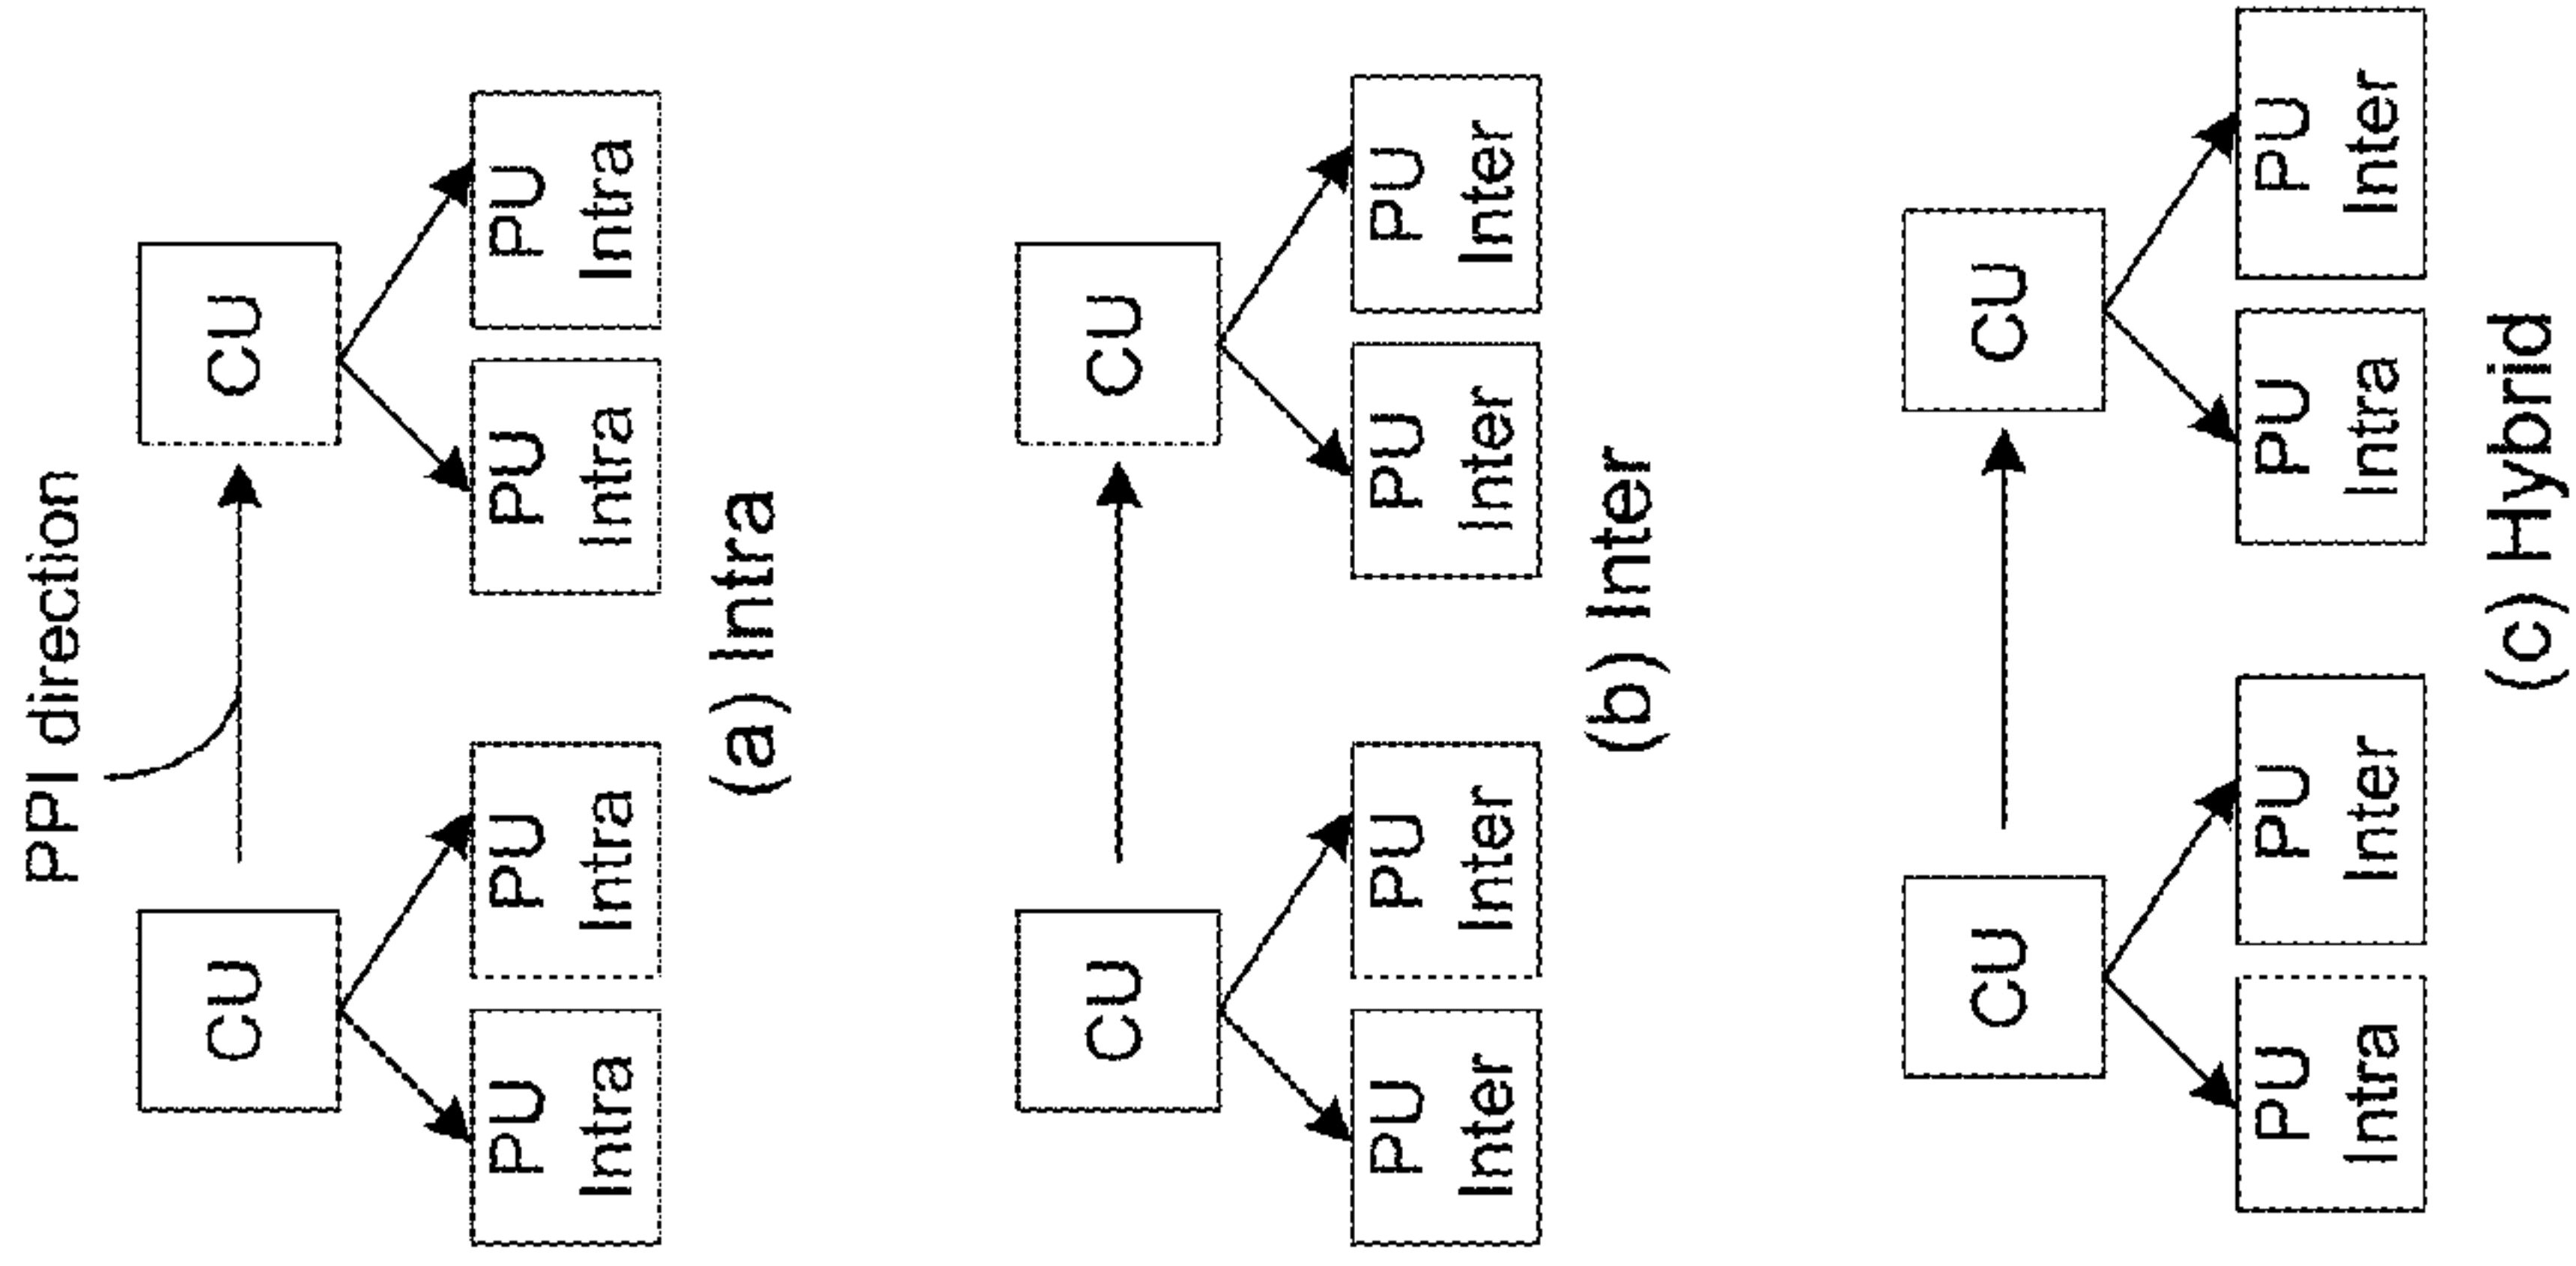 PPI direction
CU
CU
PU
Intra
PU
Intra
PU
Intra
PU
Intra
(a) Intra
CU
CU
PU
Inter
PU
Inter
PU
Inter
PU
Inter
(b) Inter
CU
CU
PU
Intra
PU
Inter
PU
Intra
PU
Inter
(c) Hybrid